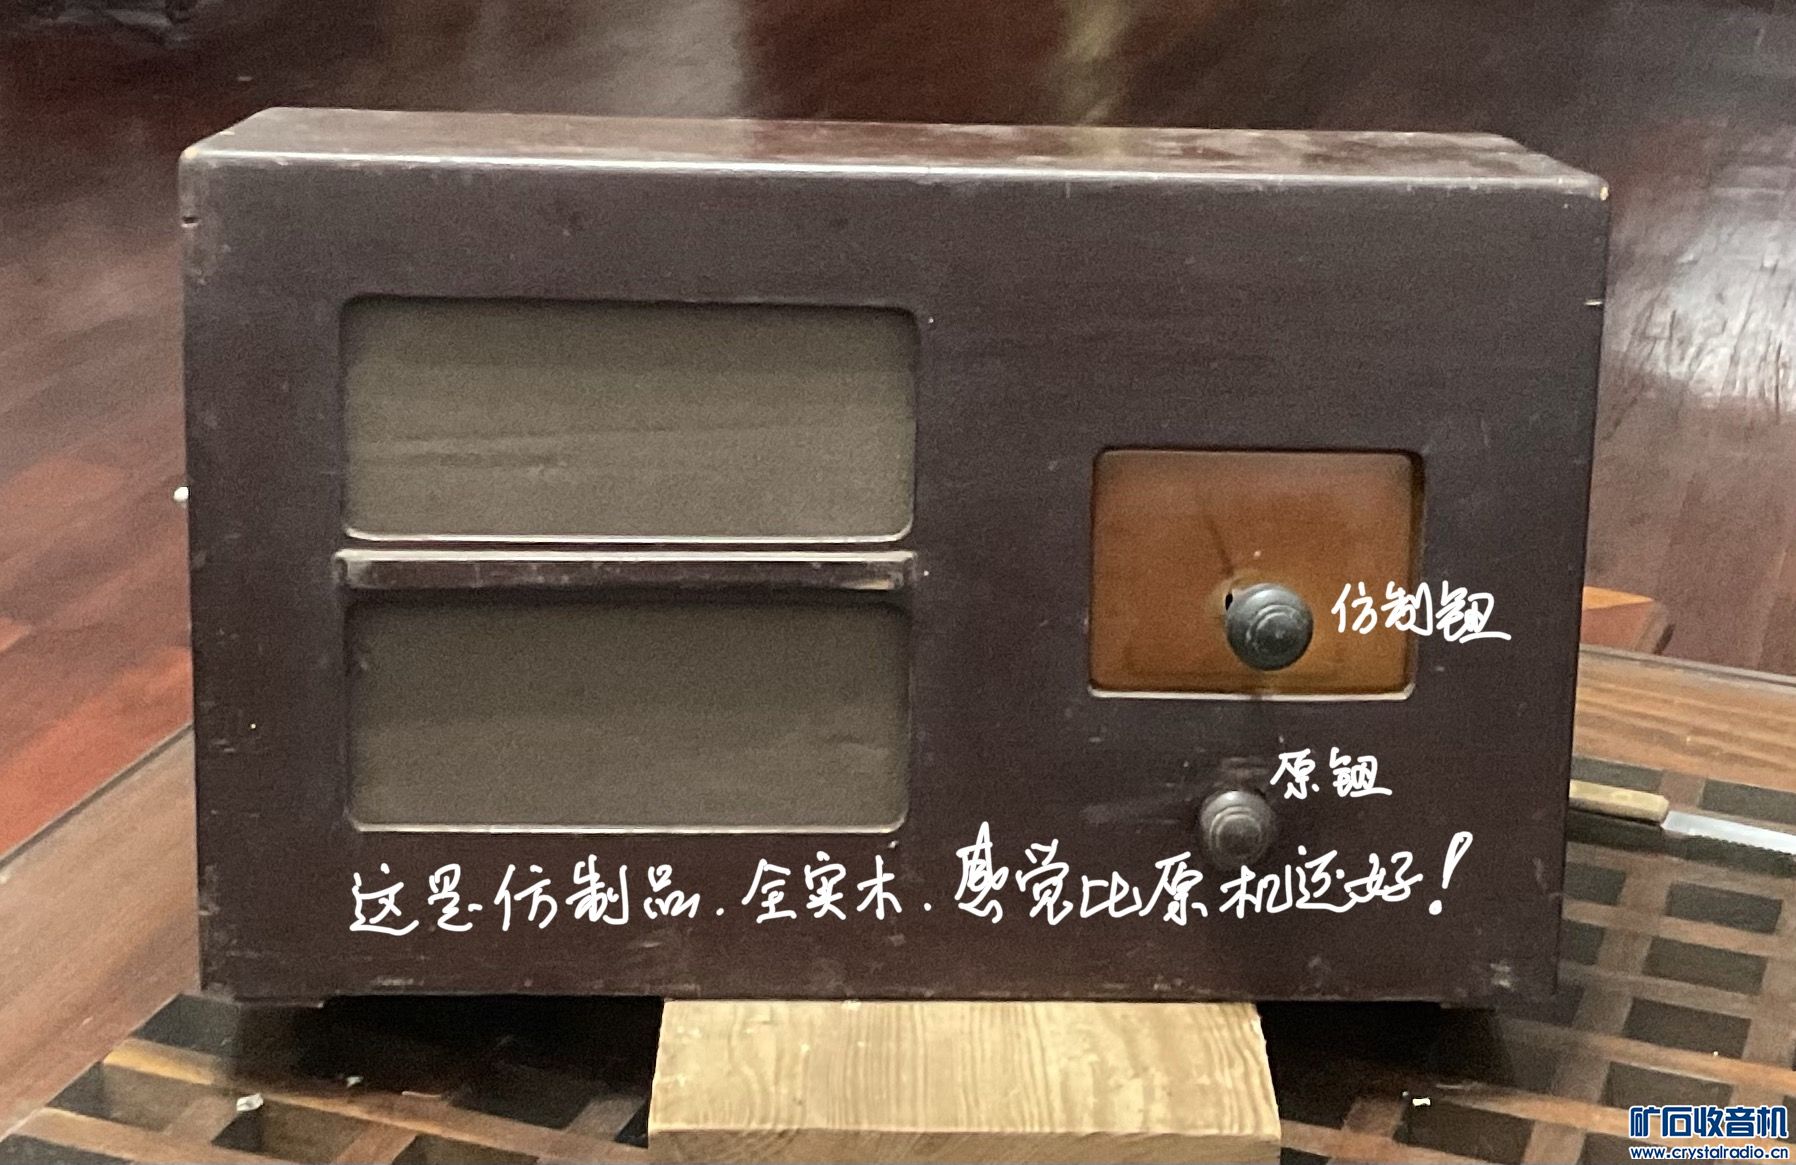 仿制钮
原钮
这是仿制品.全实木.感觉比原机还好！
矿石收音机
www.crystalradio.cn